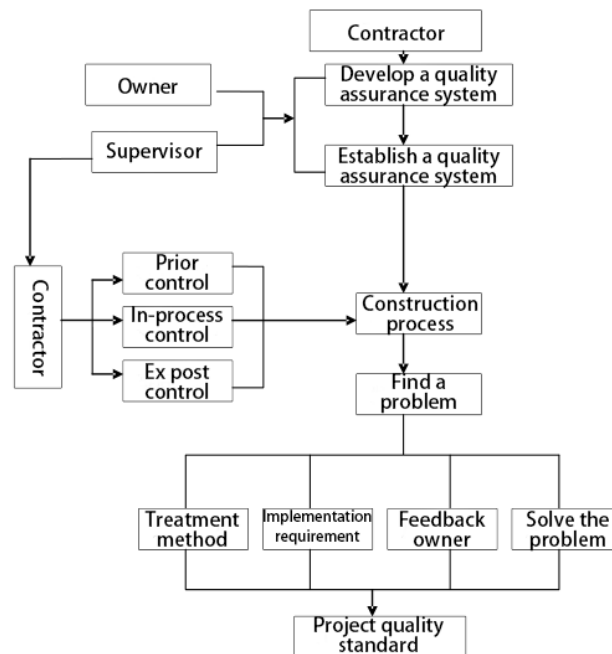 Contractor
Develop a quality
assurance system
Owner
Supervisor
Establish a quality
assurance system
Contractor
Prior
control
In-process
control
Ex post
control
Construction
process
Find a
problem
Treatment
method
Implementation
requirement
Feedback
owner
Solve the
problem
Project quality
standard